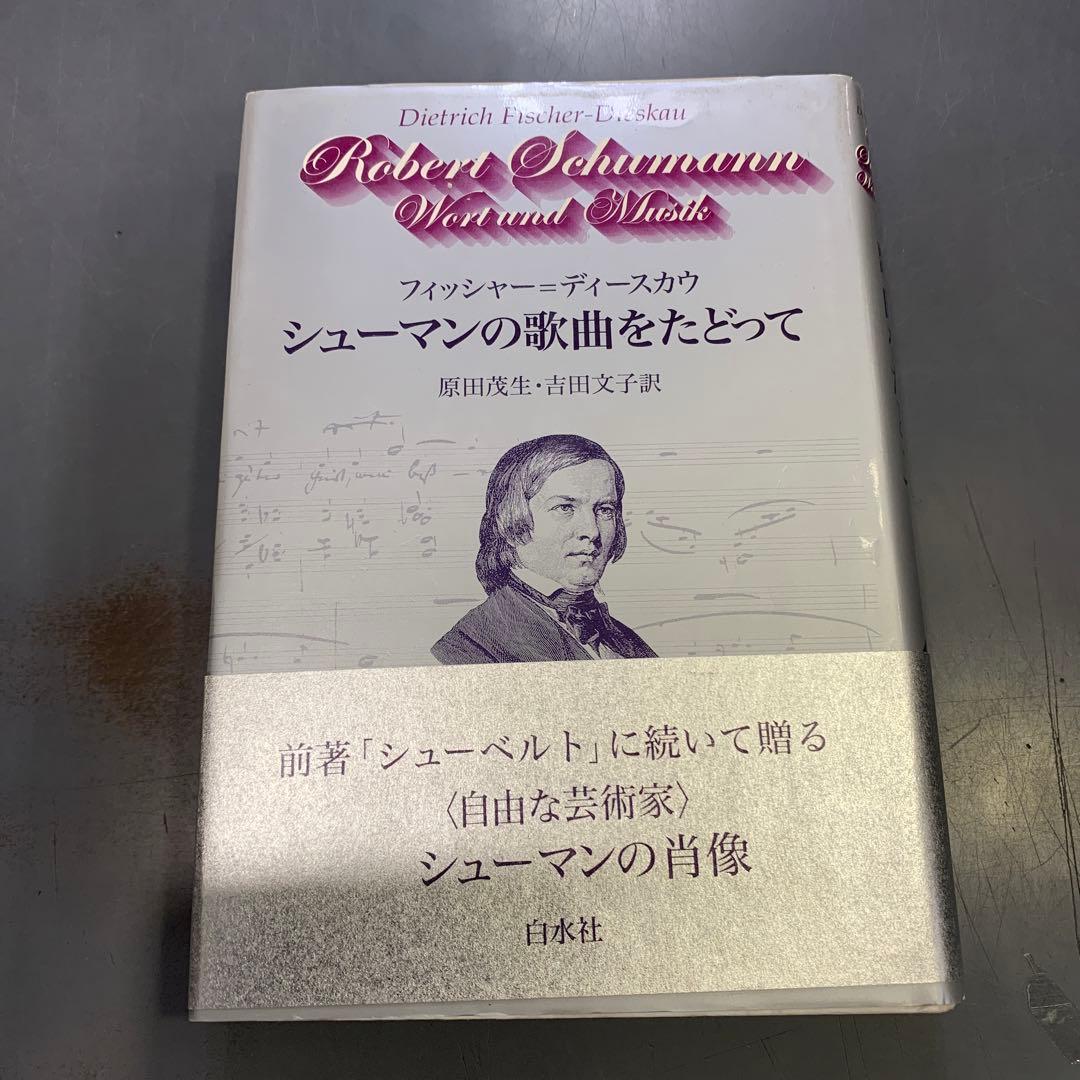 Dietrich Fischer-Dieskau
Robert Schumann
Wort und Musik
フィッシャー=ディースカウ
シューマンの歌曲をたどって
原田茂生・吉田文子訳
前著「シューベルト」に続いて贈る
〈自由な芸術家〉
シューマンの肖像
白水社